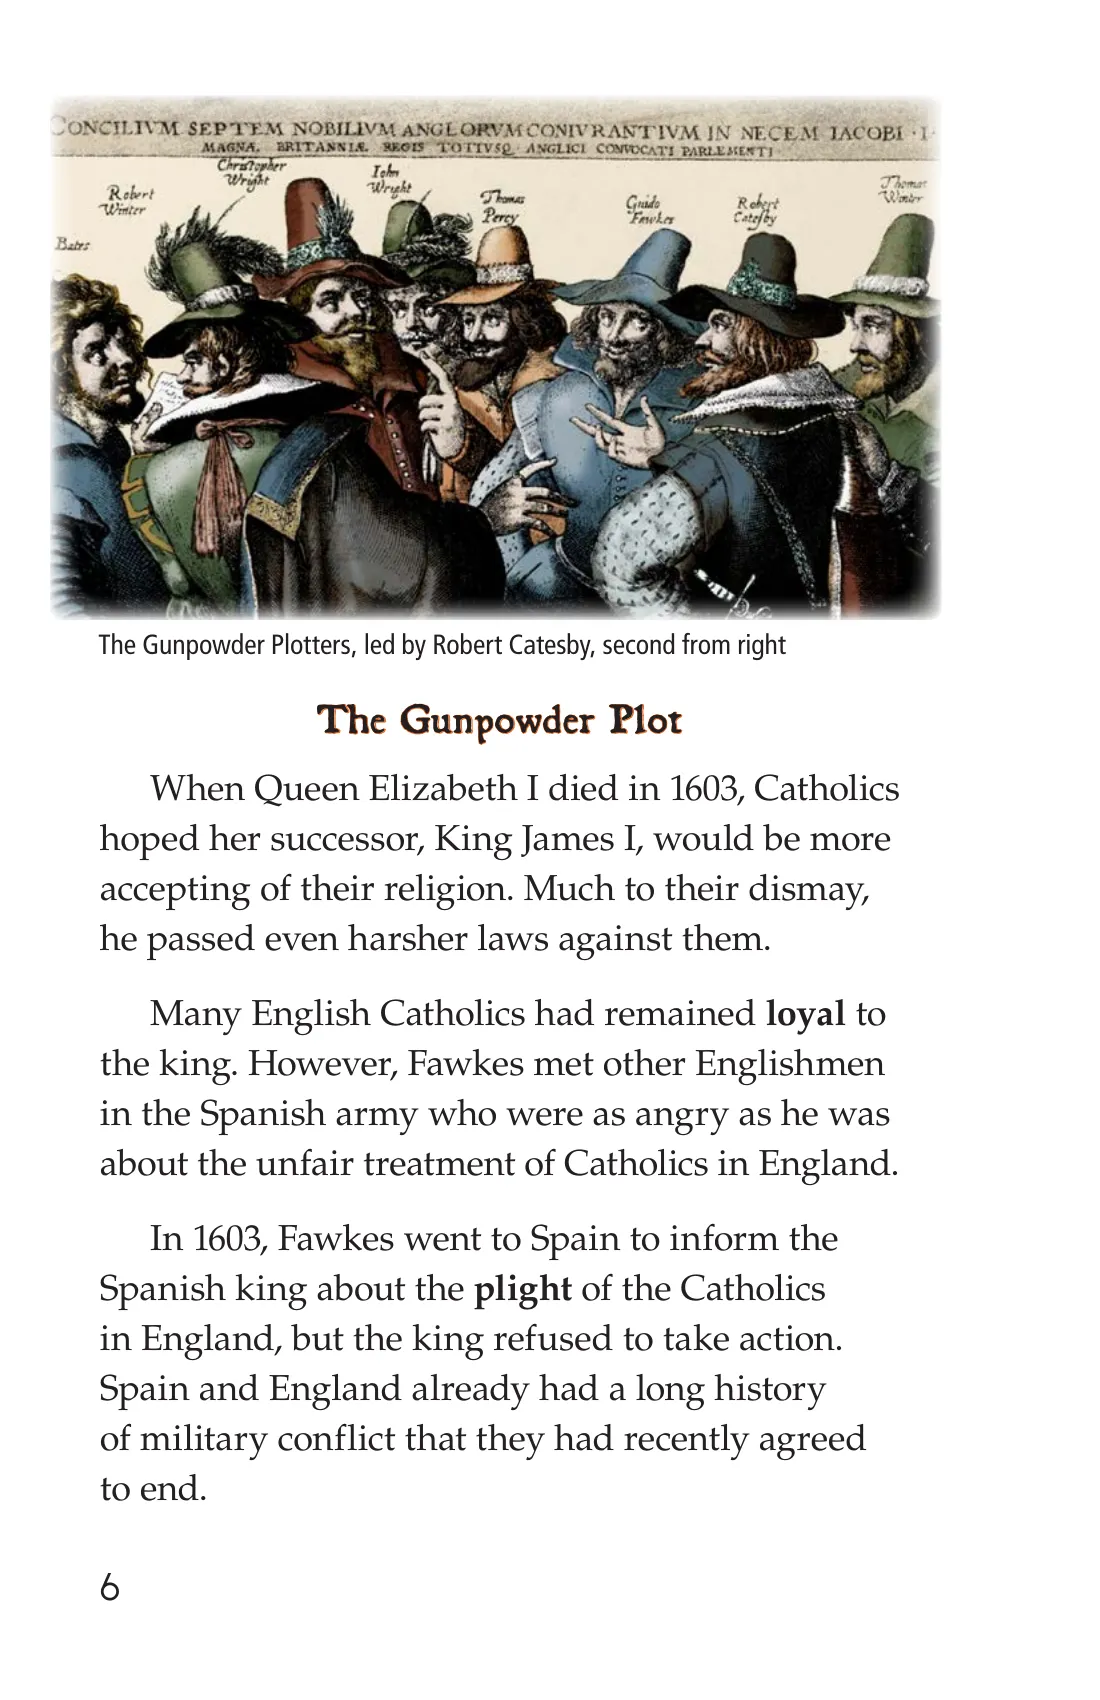 CONCILIVM SEPTEM NOBILIVM ANGLORVM CONIVRANTIVM IN NECEM IACOBI · I ·
MAGNÆ. BRITANNIÆ. REGIS TOTIVSQ. ANGLICI CONVOCATI PARLEMENTI
Bates
Robert
Winter
Christopher
Wright
Iohn
Wright
Thomas
Percy
Guido
Fawkes
Robert
Catesby
Thomas
Winter
The Gunpowder Plotters, led by Robert Catesby, second from right
The Gunpowder Plot
When Queen Elizabeth I died in 1603, Catholics
hoped her successor, King James I, would be more
accepting of their religion. Much to their dismay,
he passed even harsher laws against them.
Many English Catholics had remained loyal to
the king. However, Fawkes met other Englishmen
in the Spanish army who were as angry as he was
about the unfair treatment of Catholics in England.
In 1603, Fawkes went to Spain to inform the
Spanish king about the plight of the Catholics
in England, but the king refused to take action.
Spain and England already had a long history
of military conflict that they had recently agreed
to end.
6